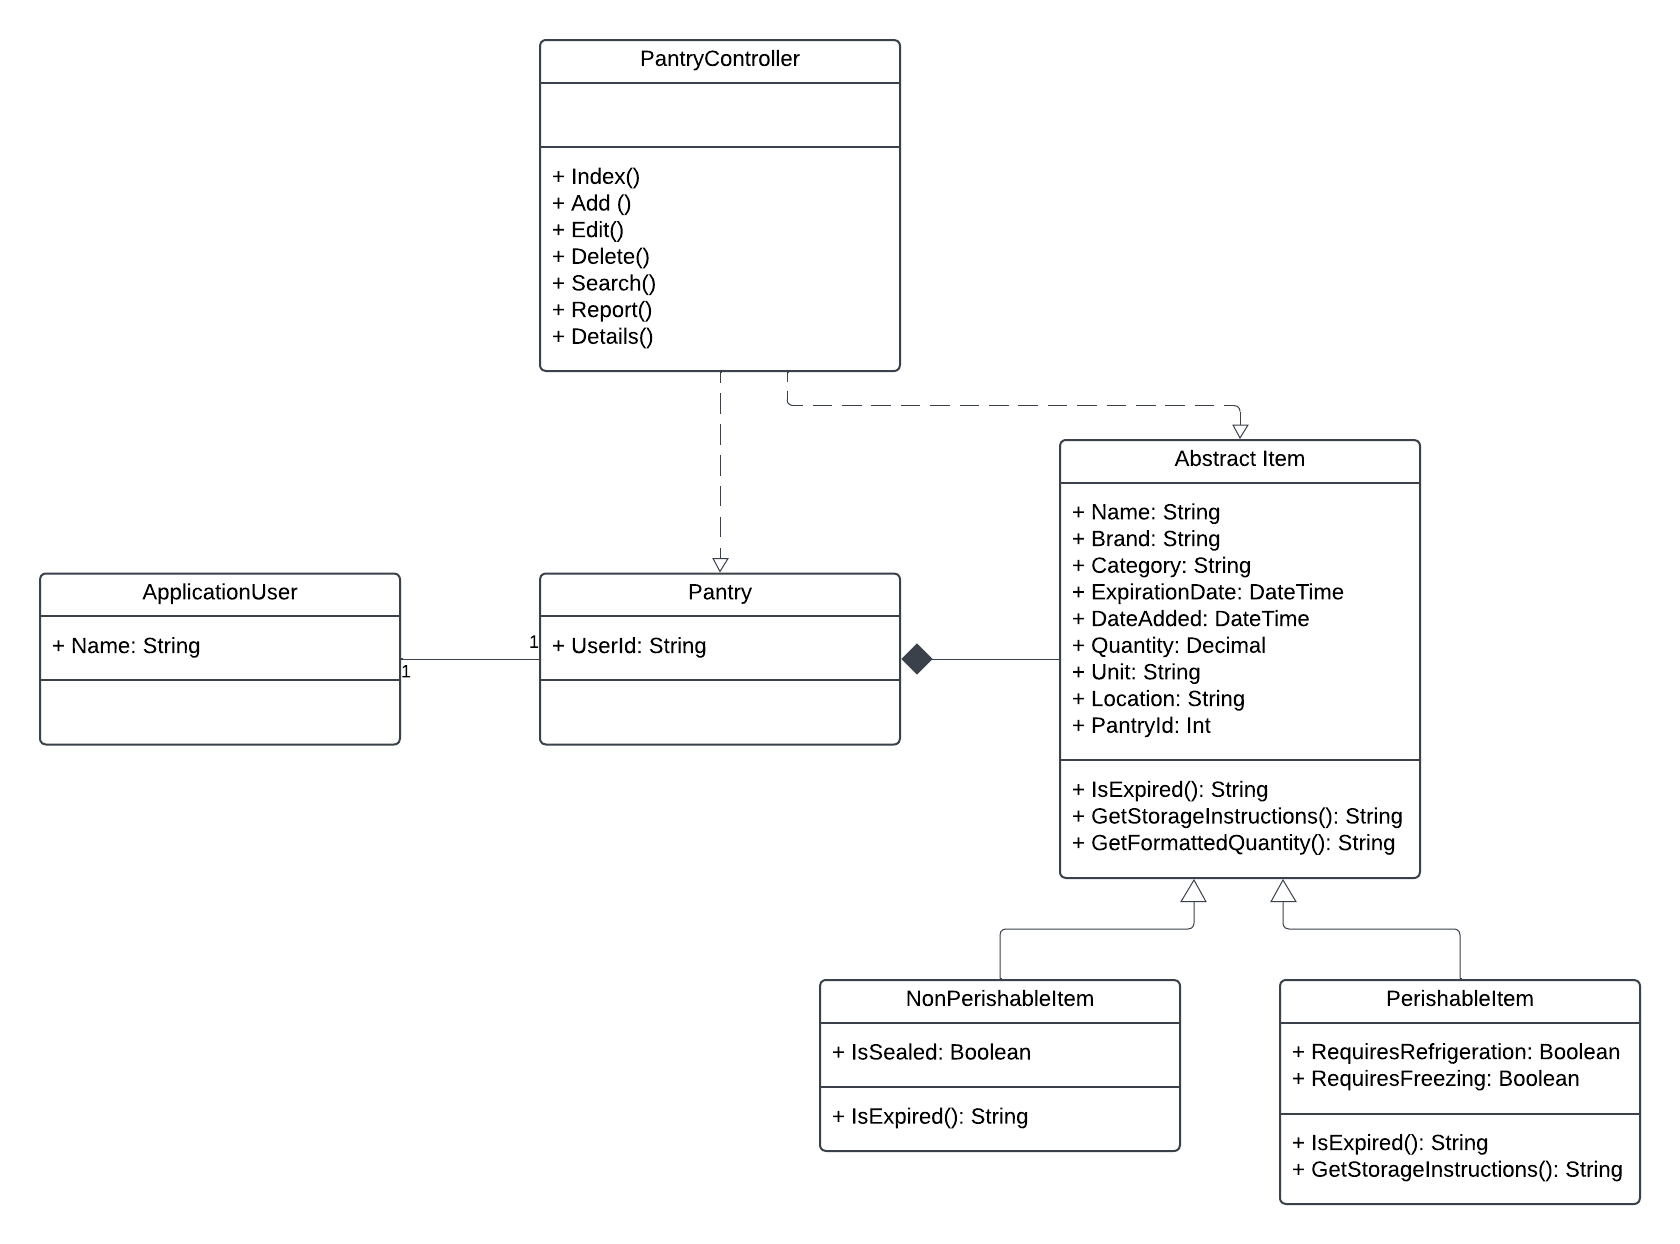 PantryController
+ Index()
+ Add ()
+ Edit()
+ Delete()
+ Search()
+ Report()
+ Details()
Abstract Item
+ Name: String
+ Brand: String
+ Category: String
+ ExpirationDate: DateTime
+ DateAdded: DateTime
+ Quantity: Decimal
+ Unit: String
+ Location: String
+ PantryId: Int
+ IsExpired(): String
+ GetStorageInstructions(): String
+ GetFormattedQuantity(): String
ApplicationUser
+ Name: String
1
1
Pantry
+ UserId: String
NonPerishableItem
+ IsSealed: Boolean
+ IsExpired(): String
PerishableItem
+ RequiresRefrigeration: Boolean
+ RequiresFreezing: Boolean
+ IsExpired(): String
+ GetStorageInstructions(): String